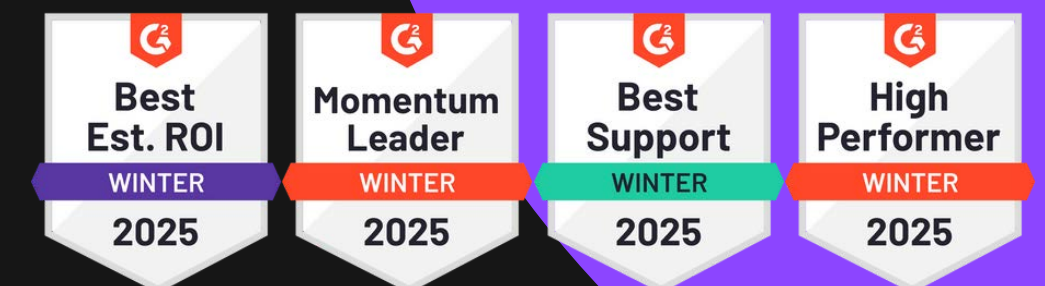 G2
Best
Est. ROI
WINTER
2025
G2
Momentum
Leader
WINTER
2025
G2
Best
Support
WINTER
2025
G2
High
Performer
WINTER
2025